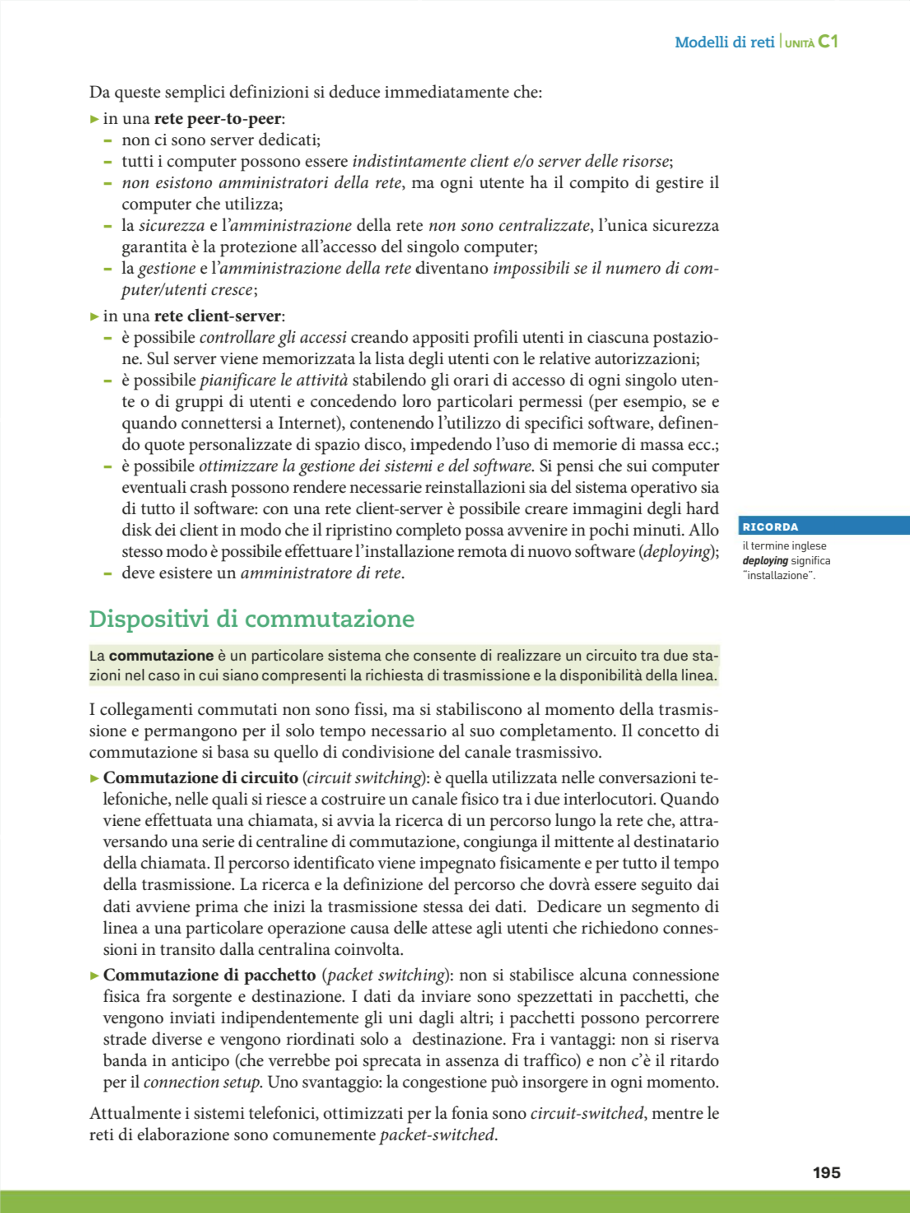 Modelli di reti | UNITÀ C1
Da queste semplici definizioni si deduce immediatamente che:
▶ in una rete peer-to-peer:
– non ci sono server dedicati;
– tutti i computer possono essere indistintamente client e/o server delle risorse;
– non esistono amministratori della rete, ma ogni utente ha il compito di gestire il
computer che utilizza;
– la sicurezza e l’amministrazione della rete non sono centralizzate, l’unica sicurezza
garantita è la protezione all’accesso del singolo computer;
– la gestione e l’amministrazione della rete diventano impossibili se il numero di com-
puter/utenti cresce;
▶ in una rete client-server:
– è possibile controllare gli accessi creando appositi profili utenti in ciascuna postazio-
ne. Sul server viene memorizzata la lista degli utenti con le relative autorizzazioni;
– è possibile pianificare le attività stabilendo gli orari di accesso di ogni singolo uten-
te o di gruppi di utenti e concedendo loro particolari permessi (per esempio, se e
quando connettersi a Internet), contenendo l’utilizzo di specifici software, definen-
do quote personalizzate di spazio disco, impedendo l’uso di memorie di massa ecc.;
– è possibile ottimizzare la gestione dei sistemi e del software. Si pensi che sui computer
eventuali crash possono rendere necessarie reinstallazioni sia del sistema operativo sia
di tutto il software: con una rete client-server è possibile creare immagini degli hard
disk dei client in modo che il ripristino completo possa avvenire in pochi minuti. Allo
stesso modo è possibile effettuare l’installazione remota di nuovo software (deploying);
– deve esistere un amministratore di rete.
RICORDA
il termine inglese
deploying significa
“installazione”.
Dispositivi di commutazione
La commutazione è un particolare sistema che consente di realizzare un circuito tra due sta-
zioni nel caso in cui siano compresenti la richiesta di trasmissione e la disponibilità della linea.
I collegamenti commutati non sono fissi, ma si stabiliscono al momento della trasmis-
sione e permangono per il solo tempo necessario al suo completamento. Il concetto di
commutazione si basa su quello di condivisione del canale trasmissivo.
▶ Commutazione di circuito (circuit switching): è quella utilizzata nelle conversazioni te-
lefoniche, nelle quali si riesce a costruire un canale fisico tra i due interlocutori. Quando
viene effettuata una chiamata, si avvia la ricerca di un percorso lungo la rete che, attra-
versando una serie di centraline di commutazione, congiunga il mittente al destinatario
della chiamata. Il percorso identificato viene impegnato fisicamente e per tutto il tempo
della trasmissione. La ricerca e la definizione del percorso che dovrà essere seguito dai
dati avviene prima che inizi la trasmissione stessa dei dati. Dedicare un segmento di
linea a una particolare operazione causa delle attese agli utenti che richiedono connes-
sioni in transito dalla centralina coinvolta.
▶ Commutazione di pacchetto (packet switching): non si stabilisce alcuna connessione
fisica fra sorgente e destinazione. I dati da inviare sono spezzettati in pacchetti, che
vengono inviati indipendentemente gli uni dagli altri; i pacchetti possono percorrere
strade diverse e vengono riordinati solo a destinazione. Fra i vantaggi: non si riserva
banda in anticipo (che verrebbe poi sprecata in assenza di traffico) e non c’è il ritardo
per il connection setup. Uno svantaggio: la congestione può insorgere in ogni momento.
Attualmente i sistemi telefonici, ottimizzati per la fonia sono circuit-switched, mentre le
reti di elaborazione sono comunemente packet-switched.
195